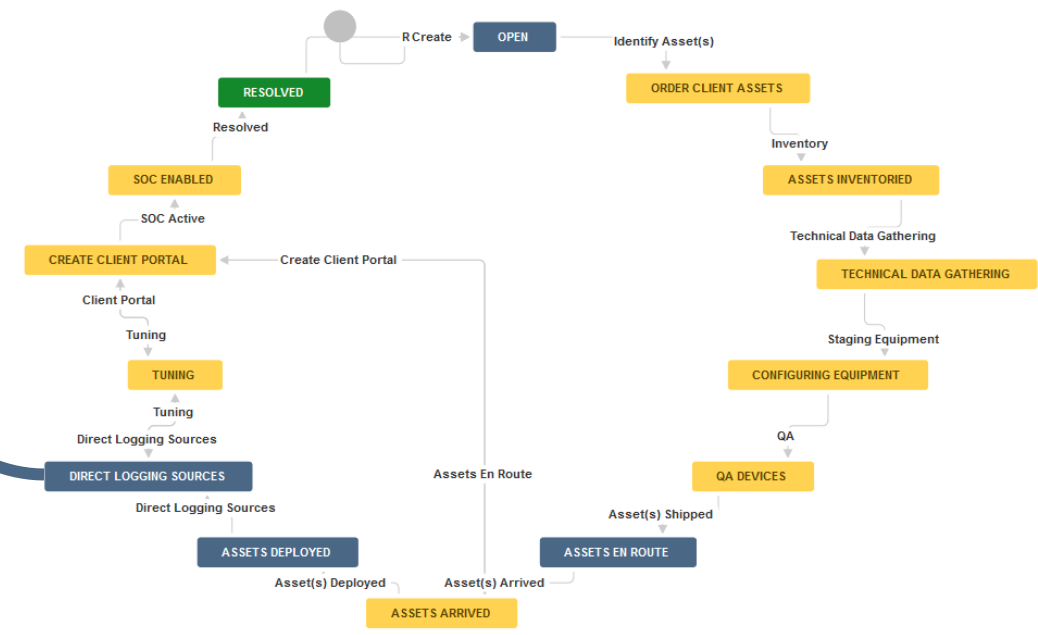 R Create
OPEN
Identify Asset(s)
RESOLVED
ORDER CLIENT ASSETS
Resolved
Inventory
SOC ENABLED
ASSETS INVENTORIED
SOC Active
Technical Data Gathering
CREATE CLIENT PORTAL
Create Client Portal
TECHNICAL DATA GATHERING
Client Portal
Tuning
Staging Equipment
TUNING
CONFIGURING EQUIPMENT
Tuning
Direct Logging Sources
QA
DIRECT LOGGING SOURCES
Assets En Route
QA DEVICES
Direct Logging Sources
Asset(s) Shipped
ASSETS DEPLOYED
ASSETS EN ROUTE
Asset(s) Deployed
Asset(s) Arrived
ASSETS ARRIVED